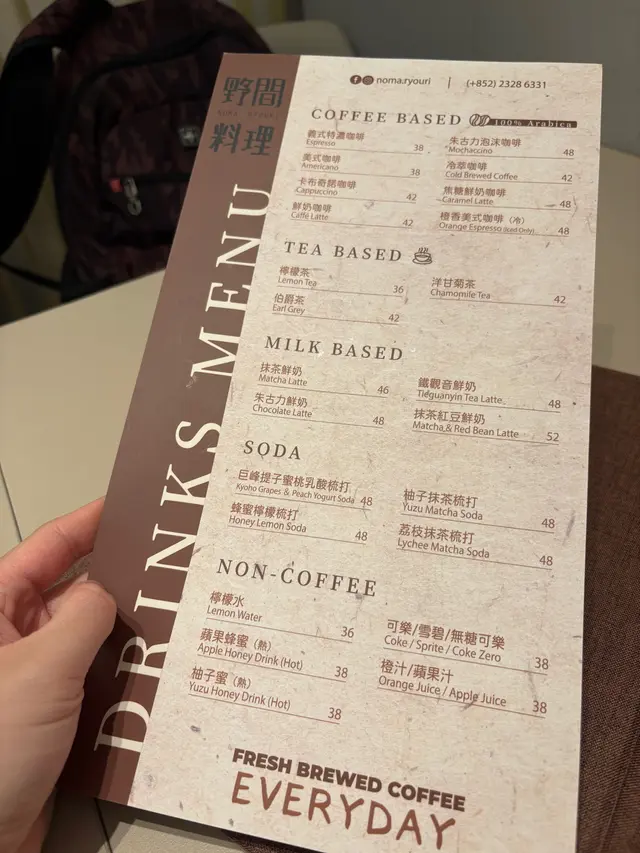 野間
料理
DRINKS MENU
noma.ryouri | (+852) 2328 6331
COFFEE BASED 100% Arabica
義式特濃咖啡
Espresso 38
美式咖啡
Americano 38
卡布奇諾咖啡
Cappuccino 42
鮮奶咖啡
Caffé Latte 42
朱古力泡沫咖啡
Mochaccino 48
冷萃咖啡
Cold Brewed Coffee 42
焦糖鮮奶咖啡
Caramel Latte 48
橙香美式咖啡（冷）
Orange Espresso (Iced Only) 48
TEA BASED
檸檬茶
Lemon Tea 36
伯爵茶
Earl Grey 42
洋甘菊茶
Chamomile Tea 42
MILK BASED
抹茶鮮奶
Matcha Latte 46
朱古力鮮奶
Chocolate Latte 48
鐵觀音鮮奶
Tieguanyin Tea Latte 48
抹茶紅豆鮮奶
Matcha & Red Bean Latte 52
SODA
巨峰提子蜜桃乳酸梳打
Kyoho Grapes & Peach Yogurt Soda 48
蜂蜜檸檬梳打
Honey Lemon Soda 48
柚子抹茶梳打
Yuzu Matcha Soda 48
荔枝抹茶梳打
Lychee Matcha Soda 48
NON-COFFEE
檸檬水
Lemon Water 36
蘋果蜂蜜（熱）
Apple Honey Drink (Hot) 38
柚子蜜（熱）
Yuzu Honey Drink (Hot) 38
可樂/雪碧/無糖可樂
Coke / Sprite / Coke Zero 38
橙汁/蘋果汁
Orange Juice / Apple Juice 38
FRESH BREWED COFFEE
EVERYDAY